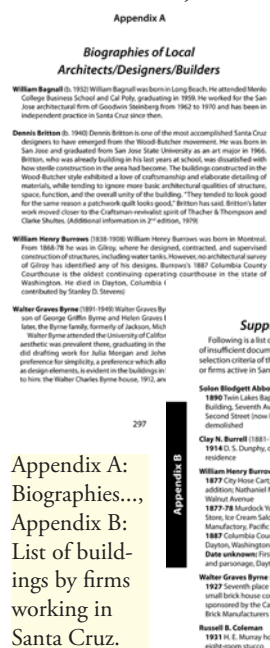 Appendix A
Biographies of Local
Architects/Designers/Builders
William Bagnall (b. 1932) William Bagnall was born in Long Beach. He attended Menlo
College Business School and Cal Poly, graduating in 1959. He worked for the San
Jose architectural firm of Goodwin Steinberg from 1962 to 1970 and has been in
independent practice in Santa Cruz since then.
Dennis Britton (b. 1940) Dennis Britton is one of the most accomplished Santa Cruz
designers to have emerged from the Wood-Butcher movement. He was born in
San Jose and graduated from San Jose State University as an art major in 1966.
Britton, who was already building in his last years at school, was dissatisfied with
how sterile construction in the area had become. The buildings constructed in the
Wood-Butcher style exhibited a love of craftsmanship and elaborate detailing of
materials, while tending to ignore more basic architectural qualities of structure,
space, function, and the overall unity of the building. "They tended to look good
for the same reason a patchwork quilt looks good," Britton has said. Britton's later
work moved closer to the Craftsman-revivalist spirit of Thacher & Thompson and
Clarke Shultes. (Additional information in 2nd edition, 1979)
William Henry Burrows (1838-1908) William Henry Burrows was born in Montreal.
From 1868-78 he was in Gilroy, where he designed, contracted, and supervised
construction of structures, including water tanks. However, no architectural survey
of Gilroy has identified any of his designs. Burrows's 1887 Columbia County
Courthouse is the oldest continuing operating courthouse in the state of
Washington. He died in Dayton, Columbia
contributed by Stanley D. Stevens)
Walter Graves Byrne (1891-1949) Walter Graves By
son of George Griffin Byrne and Helen Graves
later, the Byrne family, formerly of Jackson, Mich
Walter Byrne attended the University of Califor
aesthetic was prevalent there, graduating in the
did drafting work for Julia Morgan and John
preference for simplicity, a preference which allo
as design elements, is evident in the buildings in
to him: the Walter Charles Byrne house, 1912, an
297
Appendix B
Supp
Following is a list o
of insufficient docum
selection criteria of th
or firms active in San
Solon Blodgett Abbo
1890 Twin Lakes Bap
Building, Seventh Av
Second Street (now
demolished
Clay N. Burrell (1881-
1914 D. S. Dunphy, o
residence
William Henry Burrow
1877 City Hose Cart;
addition; Nathaniel
Walnut Avenue
1877-78 Murdock Yo
Store, Ice Cream Salo
Manufactory, Pacific
1887 Columbia Coun
Dayton, Washington
Date unknown: Firs
and parsonage, Dayt
Walter Graves Byrne
1927 Seventh place
small brick house co
sponsored by the Ca
Brick Manufacturers
Russell B. Coleman
1931 H. E. Murray ho
eight-room stucco
Appendix A:
Biographies...,
Appendix B:
List of build-
ings by firms
working in
Santa Cruz.